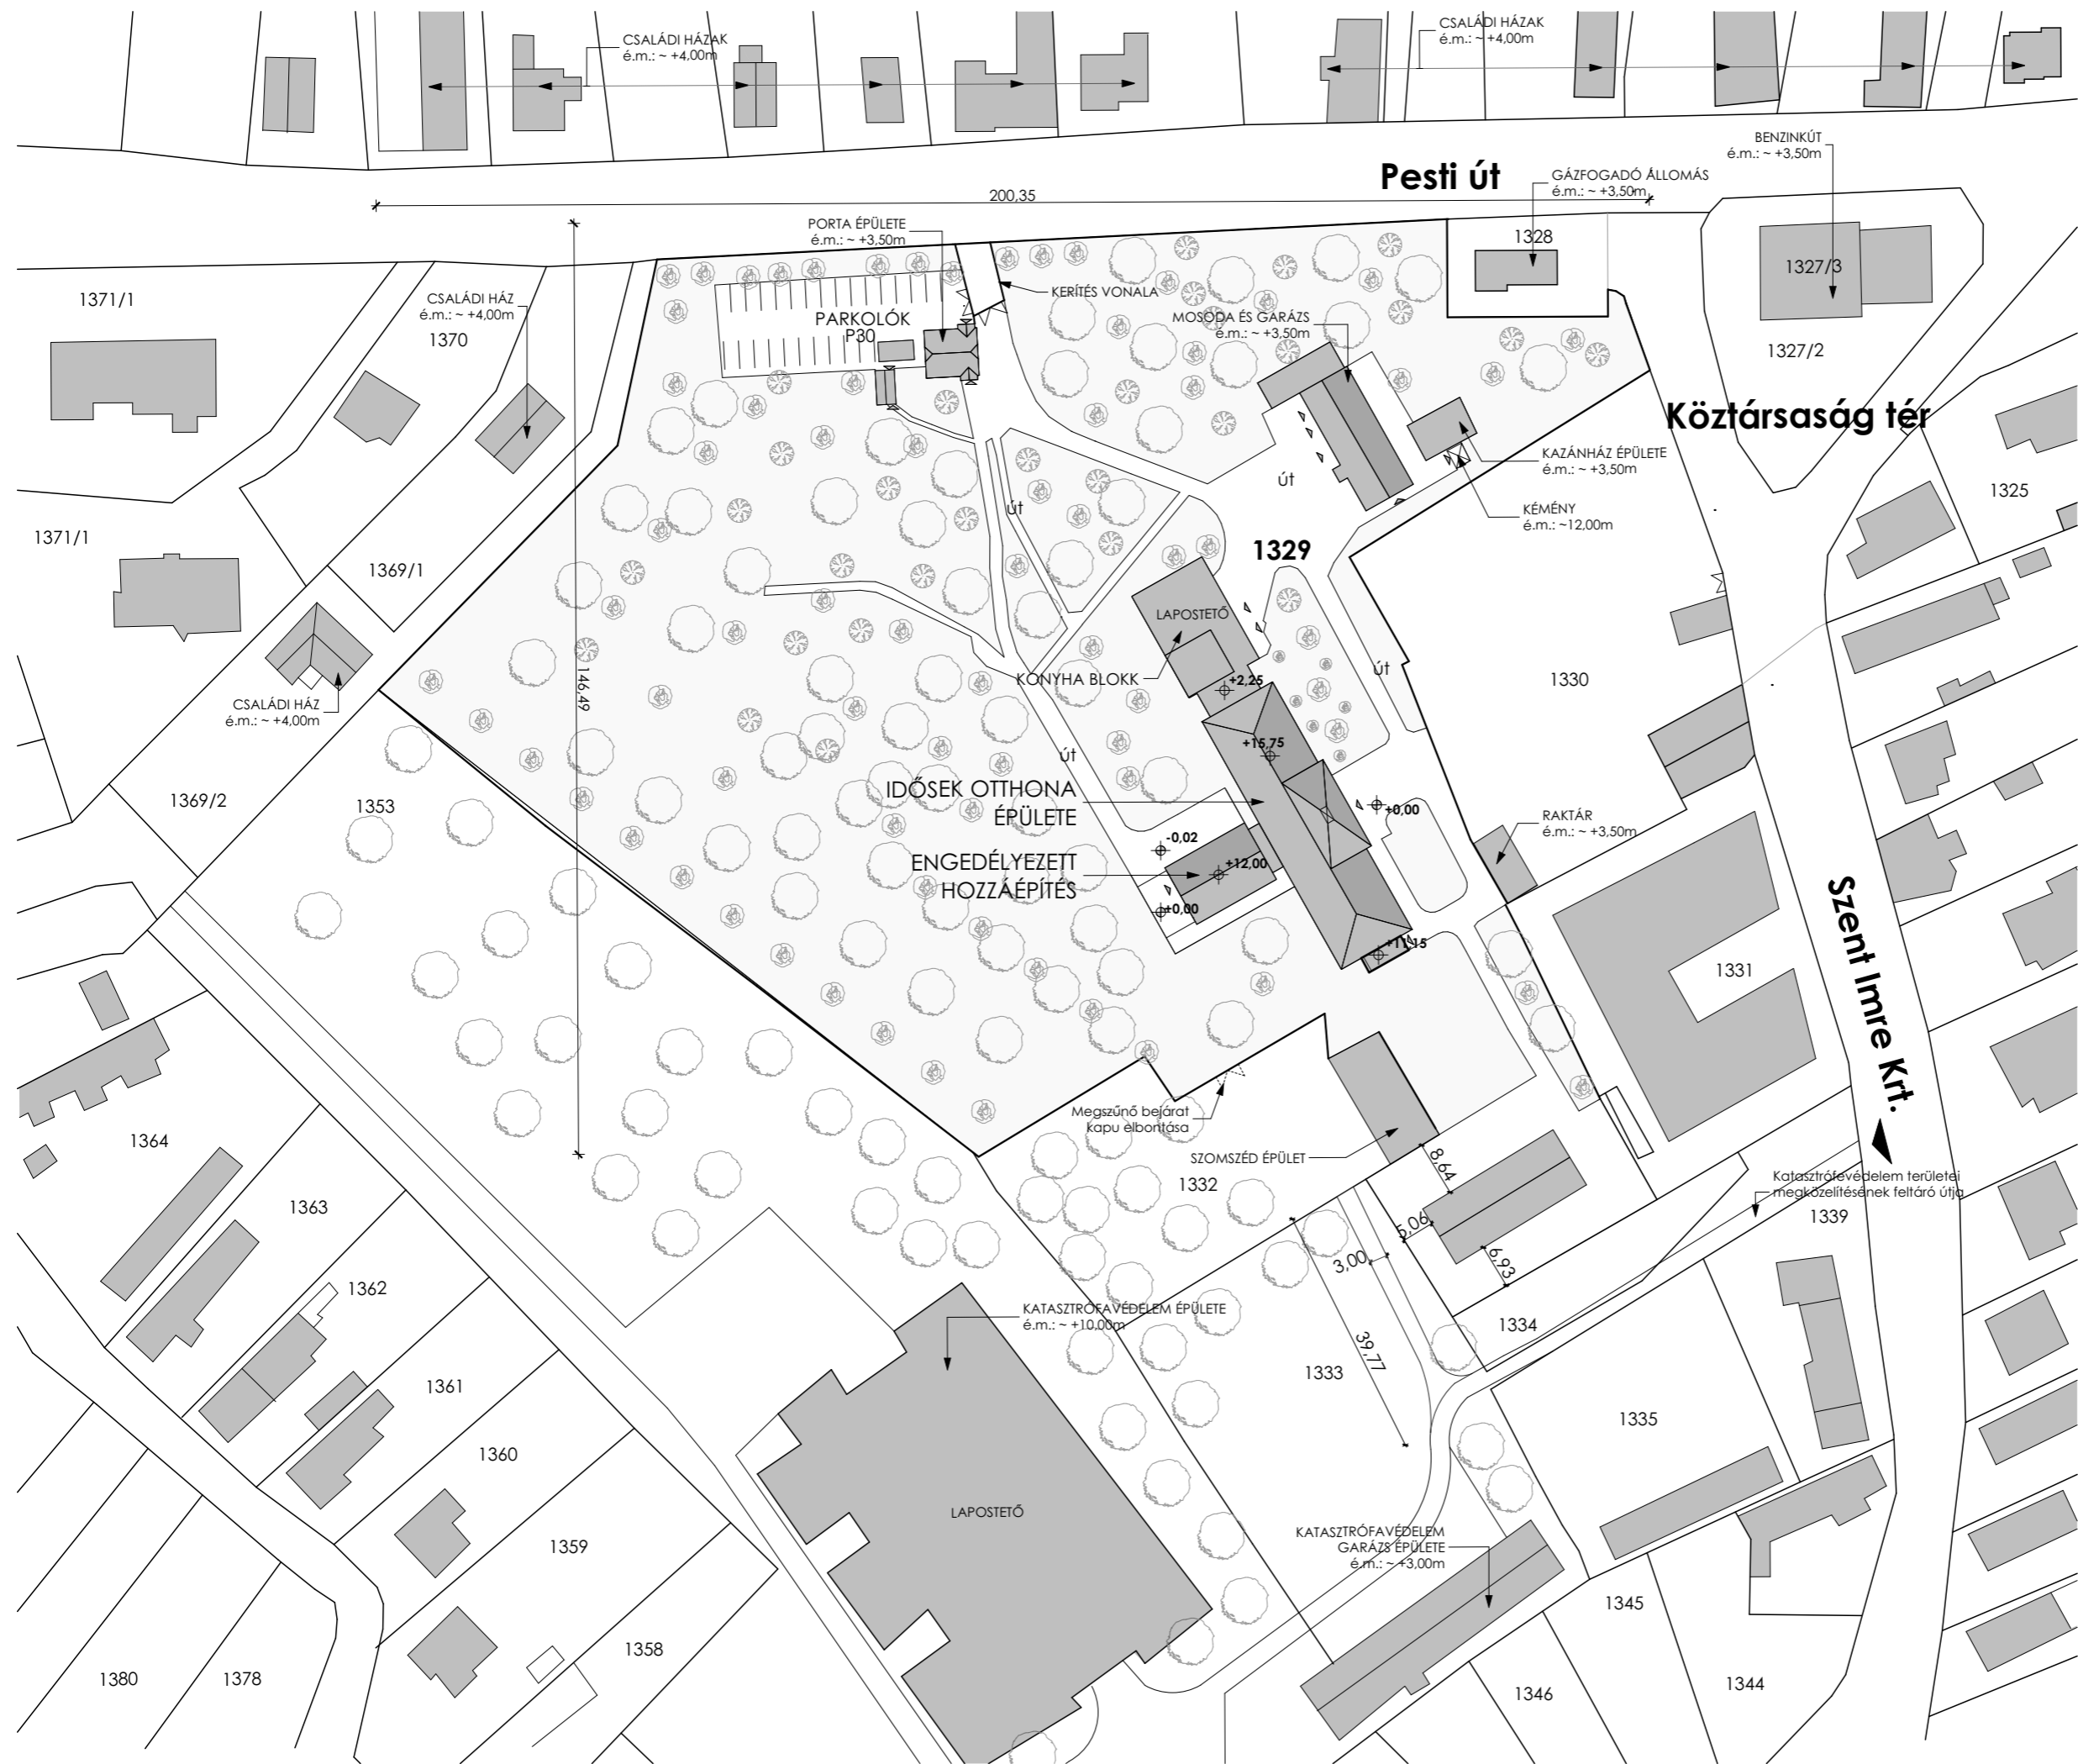 CSALÁDI HÁZAK
é.m.: ~ +4,00m
CSALÁDI HÁZAK
é.m.: ~ +4,00m
BENZINKÚT
é.m.: ~ +3,50m
Pesti út
GÁZFOGADÓ ÁLLOMÁS
é.m.: ~ +3,50m
200,35
PORTA ÉPÜLETE
é.m.: ~ +3,50m
1328
1327/3
1371/1
CSALÁDI HÁZ
é.m.: ~ +4,00m
1370
KERÍTÉS VONALA
PARKOLÓK
P30
MOSODA ÉS GARÁZS
é.m.: ~ +3,50m
1327/2
Köztársaság tér
KAZÁNHÁZ ÉPÜLETE
é.m.: ~ +3,50m
út
út
1325
KÉMÉNY
é.m.: ~12,00m
1371/1
1329
1369/1
LAPOSTETŐ
út
KONYHA BLOKK
+2,25
1330
146,49
CSALÁDI HÁZ
é.m.: ~ +4,00m
+15,75
út
1369/2
1353
IDŐSEK OTTHONA
ÉPÜLETE
+0,00
RAKTÁR
é.m.: ~ +3,50m
-0,02
ENGEDÉLYEZETT
HOZZÁÉPÍTÉS
+12,00
+0,00
+11,15
Szent Imre Krt.
1331
Megszűnő bejárat
kapu elbontása
1364
SZOMSZÉD ÉPÜLET
8,64
1332
Katasztrófavédelem területei
megközelítésének feltáró útja
1339
1363
5,06
3,00
6,93
1362
KATASZTRÓFAVÉDELEM ÉPÜLETE
é.m.: ~ +10,00m
1334
39,77
1333
1361
1335
1360
LAPOSTETŐ
1359
KATASZTRÓFAVÉDELEM
GARÁZS ÉPÜLETE
é.m.: ~ +3,00m
1345
1358
1380
1378
1346
1344